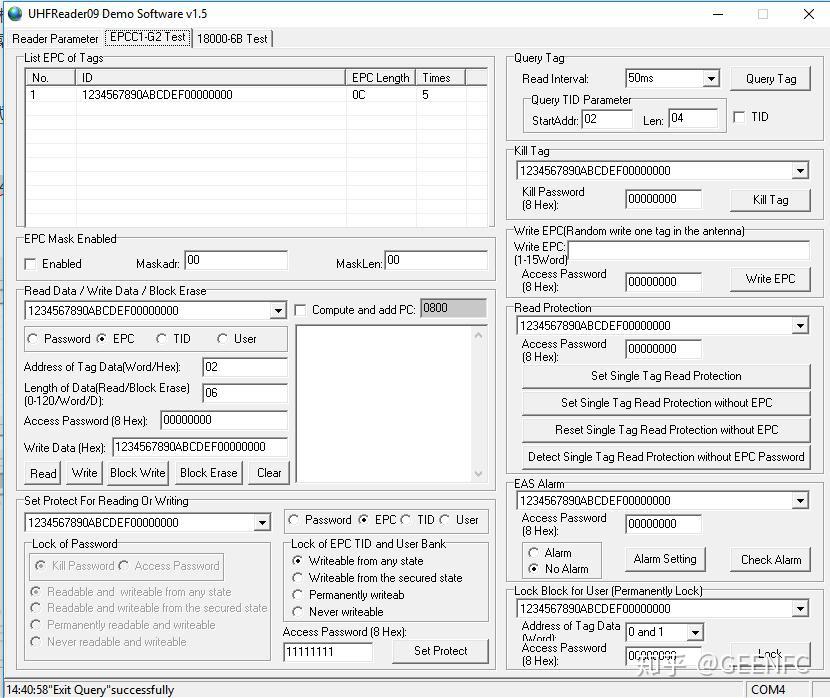 UHFReader09 Demo Software v1.5
Reader Parameter EPCC1-G2 Test 18000-6B Test
List EPC of Tags
No. ID EPC Length Times
1 1234567890ABCDEF00000000 0C 5
EPC Mask Enabled
Enabled Maskadr: 00 MaskLen: 00
Read Data / Write Data / Block Erase
1234567890ABCDEF00000000 Compute and add PC: 0800
Password EPC TID User
Address of Tag Data(Word/Hex): 02
Length of Data(Read/Block Erase)
(0-120/Word/D): 06
Access Password (8 Hex): 00000000
Write Data (Hex): 1234567890ABCDEF00000000
Read Write Block Write Block Erase Clear
Set Protect For Reading Or Writing
1234567890ABCDEF00000000
Lock of Password
Kill Password Access Password
Readable and writeable from any state
Readable and writeable from the secured state
Permanently readable and writeable
Never readable and writeable
Password EPC TID User
Lock of EPC TID and User Bank
Writeable from any state
Writeable from the secured state
Permanently writeab
Never writeable
Access Password (8 Hex):
11111111 Set Protect
Query Tag
Read Interval: 50ms Query Tag
Query TID Parameter
StartAddr: 02 Len: 04 TID
Kill Tag
1234567890ABCDEF00000000
Kill Password
(8 Hex): 00000000 Kill Tag
Write EPC(Random write one tag in the antenna)
Write EPC:
(1-15Word)
Access Password
(8 Hex): 00000000 Write EPC
Read Protection
1234567890ABCDEF00000000
Access Password
(8 Hex): 00000000
Set Single Tag Read Protection
Set Single Tag Read Protection without EPC
Reset Single Tag Read Protection without EPC
Detect Single Tag Read Protection without EPC Password
EAS Alarm
1234567890ABCDEF00000000
Access Password
(8 Hex): 00000000
Alarm
No Alarm Alarm Setting Check Alarm
Lock Block for User (Permanently Lock)
1234567890ABCDEF00000000
Address of Tag Data
(Word): 0 and 1
Access Password
(8 Hex): 00000000 Lock
知乎 @GEENFC
14:40:58"Exit Query"successfully COM4